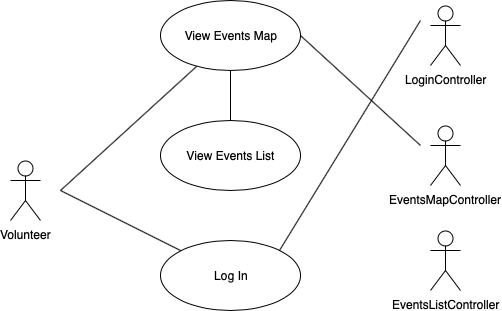 View Events Map
LoginController
View Events List
EventsMapController
Volunteer
Log In
EventsListController